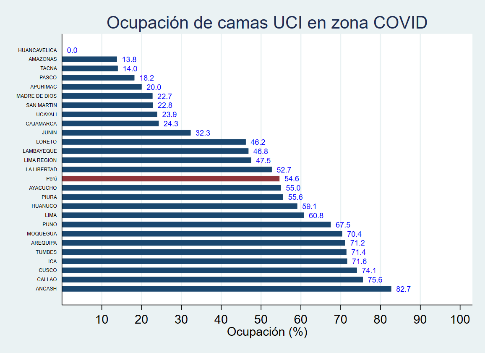 Ocupación de camas UCI en zona COVID
HUANCAVELICA 0.0
AMAZONAS 13.8
TACNA 14.0
PASCO 18.2
APURIMAC 20.0
MADRE DE DIOS 22.7
SAN MARTIN 22.8
UCAYALI 23.9
CAJAMARCA 24.3
JUNIN 32.3
LORETO 46.2
LAMBAYEQUE 46.8
LIMA REGION 47.5
LA LIBERTAD 52.7
Perú 54.6
AYACUCHO 55.0
PIURA 55.6
HUANUCO 59.1
LIMA 60.8
PUNO 67.5
MOQUEGUA 70.4
AREQUIPA 71.2
TUMBES 71.4
ICA 71.6
CUSCO 74.1
CALLAO 75.6
ANCASH 82.7
10 20 30 40 50 60 70 80 90 100
Ocupación (%)